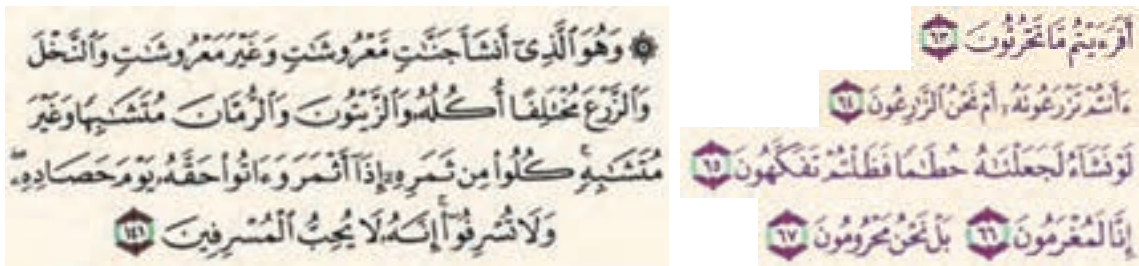 ۞ وَهُوَ ٱلَّذِىٓ أَنشَأَ جَنَّـٰتٍ مَّعْرُوشَـٰتٍ وَغَيْرَ مَعْرُوشَـٰتٍ وَٱلنَّخْلَ
وَٱلزَّرْعَ مُخْتَلِفًا أُكُلُهُۥ وَٱلزَّيْتُونَ وَٱلرُّمَّانَ مُتَشَـٰبِهًا وَغَيْرَ
مُتَشَـٰبِهٍ ۚ كُلُوا۟ مِن ثَمَرِهِۦٓ إِذَآ أَثْمَرَ وَءَاتُوا۟ حَقَّهُۥ يَوْمَ حَصَادِهِۦ ۖ
وَلَا تُسْرِفُوٓا۟ ۚ إِنَّهُۥ لَا يُحِبُّ ٱلْمُسْرِفِينَ ١٤١
أَفَرَءَيْتُم مَّا تَحْرُثُونَ ٦٣
ءَأَنتُمْ تَزْرَعُونَهُۥٓ أَمْ نَحْنُ ٱلزَّٰرِعُونَ ٦٤
لَوْ نَشَآءُ لَجَعَلْنَـٰهُ حُطَـٰمًا فَظَلْتُمْ تَفَكَّهُونَ ٦٥
إِنَّا لَمُغْرَمُونَ ٦٦ بَلْ نَحْنُ مَحْرُومُونَ ٦٧